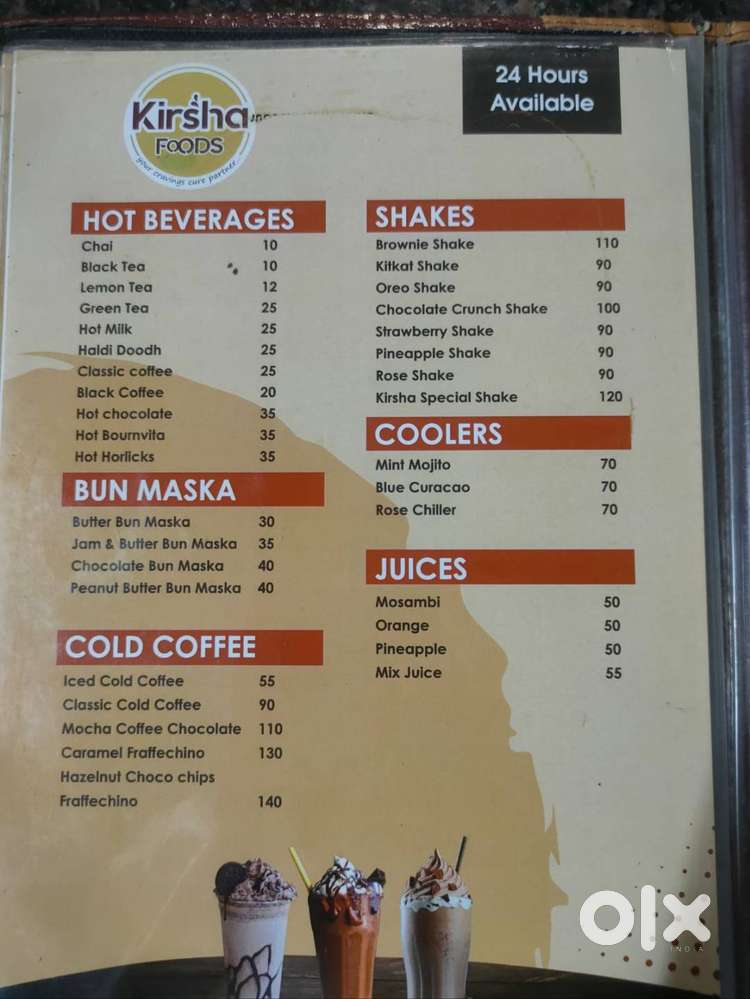 Kirsha
FOODS
your cravings cure partner
24 Hours
Available
HOT BEVERAGES
Chai 10
Black Tea 10
Lemon Tea 12
Green Tea 25
Hot Milk 25
Haldi Doodh 25
Classic coffee 25
Black Coffee 20
Hot chocolate 35
Hot Bournvita 35
Hot Horlicks 35
BUN MASKA
Butter Bun Maska 30
Jam & Butter Bun Maska 35
Chocolate Bun Maska 40
Peanut Butter Bun Maska 40
COLD COFFEE
Iced Cold Coffee 55
Classic Cold Coffee 90
Mocha Coffee Chocolate 110
Caramel Fraffechino 130
Hazelnut Choco chips
Fraffechino 140
SHAKES
Brownie Shake 110
Kitkat Shake 90
Oreo Shake 90
Chocolate Crunch Shake 100
Strawberry Shake 90
Pineapple Shake 90
Rose Shake 90
Kirsha Special Shake 120
COOLERS
Mint Mojito 70
Blue Curacao 70
Rose Chiller 70
JUICES
Mosambi 50
Orange 50
Pineapple 50
Mix Juice 55
olx
INDIA